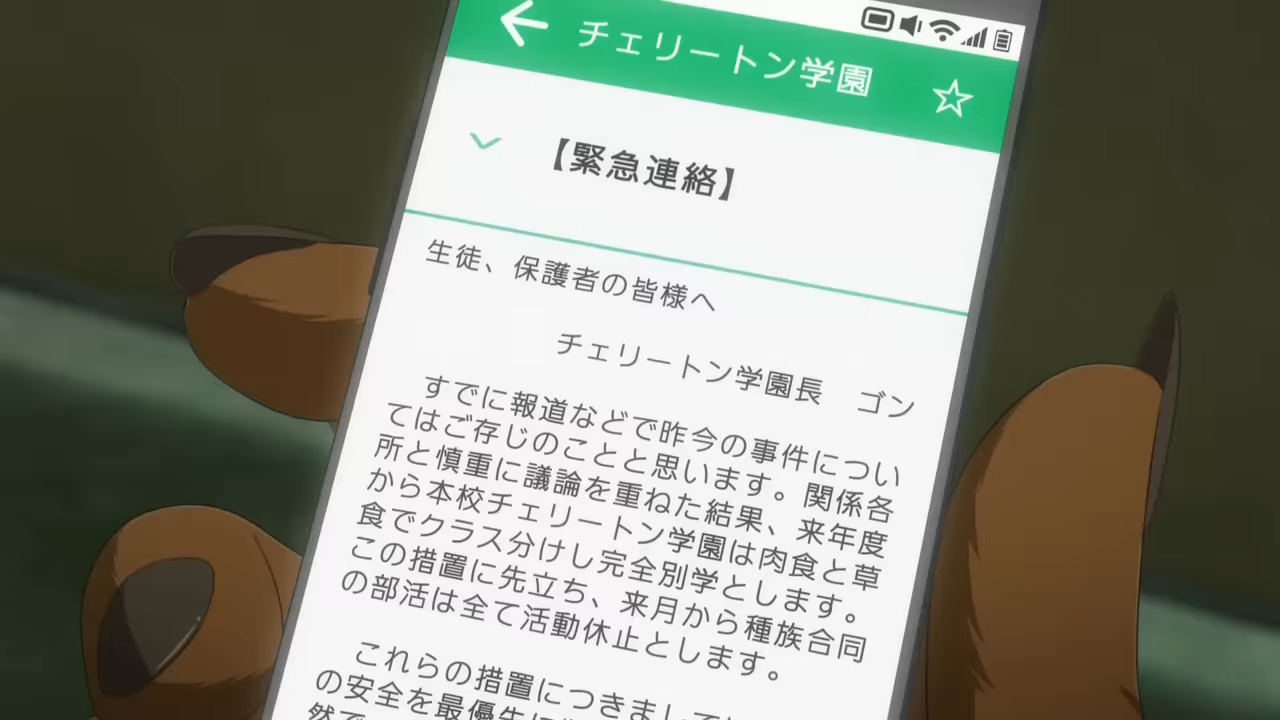 チェリートン学園
【緊急連絡】
生徒、保護者の皆様へ
チェリートン学園長 ゴン
すでに報道などで昨今の事件につい
てはご存じのことと思います。関係各
所と慎重に議論を重ねた結果、来年度
から本校チェリートン学園は肉食と草
食でクラス分けし完全別学とします。
この措置に先立ち、来月から種族合同
の部活は全て活動休止とします。
これらの措置につきまして
の安全を最優先に
然で